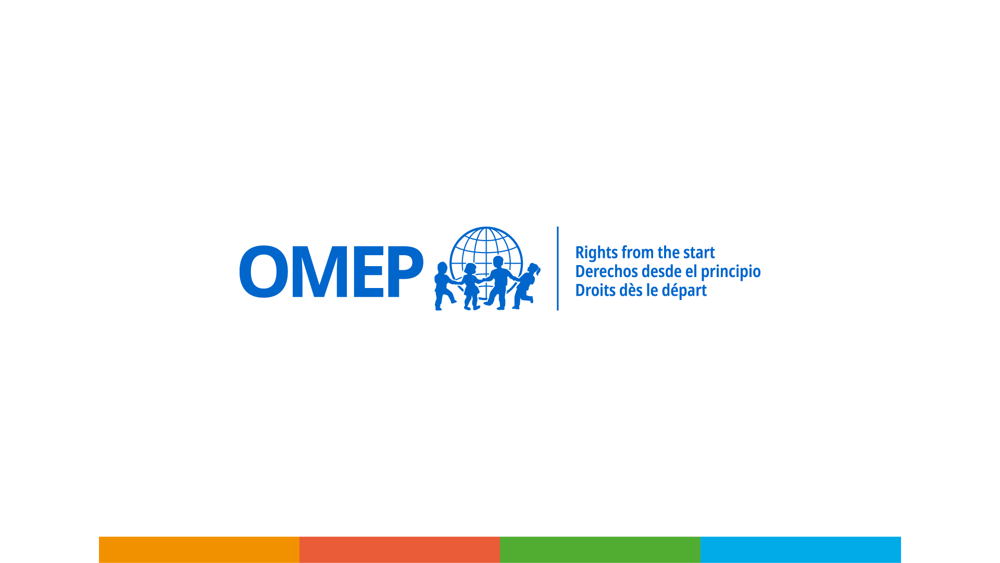 OMEP
Rights from the start
Derechos desde el principio
Droits dès le départ